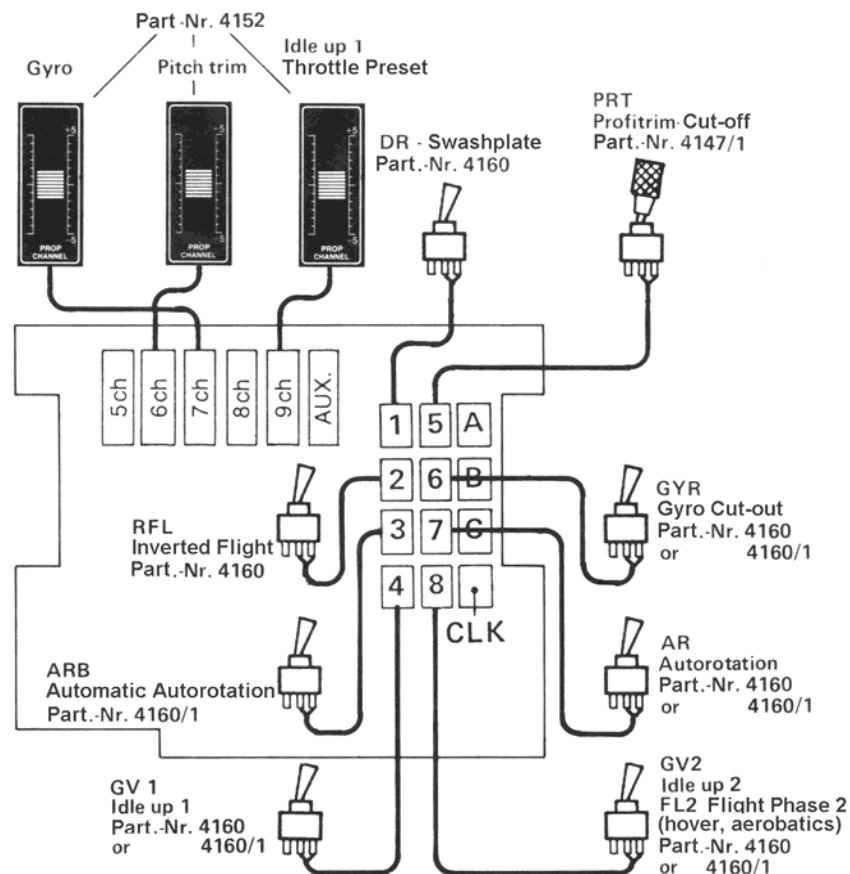 Part -Nr. 4152
Gyro
Pitch trim
Idle up 1
Throttle Preset
+5
-5
PROP
CHANNEL
+5
-5
PROP
CHANNEL
+5
-5
PROP
CHANNEL
DR - Swashplate
Part.-Nr. 4160
PRT
Profitrim-Cut-off
Part.-Nr. 4147/1
5ch
6ch
7ch
8ch
9ch
AUX.
1 5 A
2 6 B
3 7 C
4 8
CLK
RFL
Inverted Flight
Part.-Nr. 4160
GYR
Gyro Cut-out
Part.-Nr. 4160
or 4160/1
ARB
Automatic Autorotation
Part.-Nr. 4160/1
AR
Autorotation
Part.-Nr. 4160
or 4160/1
GV 1
Idle up 1
Part.-Nr. 4160
or 4160/1
GV2
Idle up 2
FL2 Flight Phase 2
(hover, aerobatics)
Part.-Nr. 4160
or 4160/1